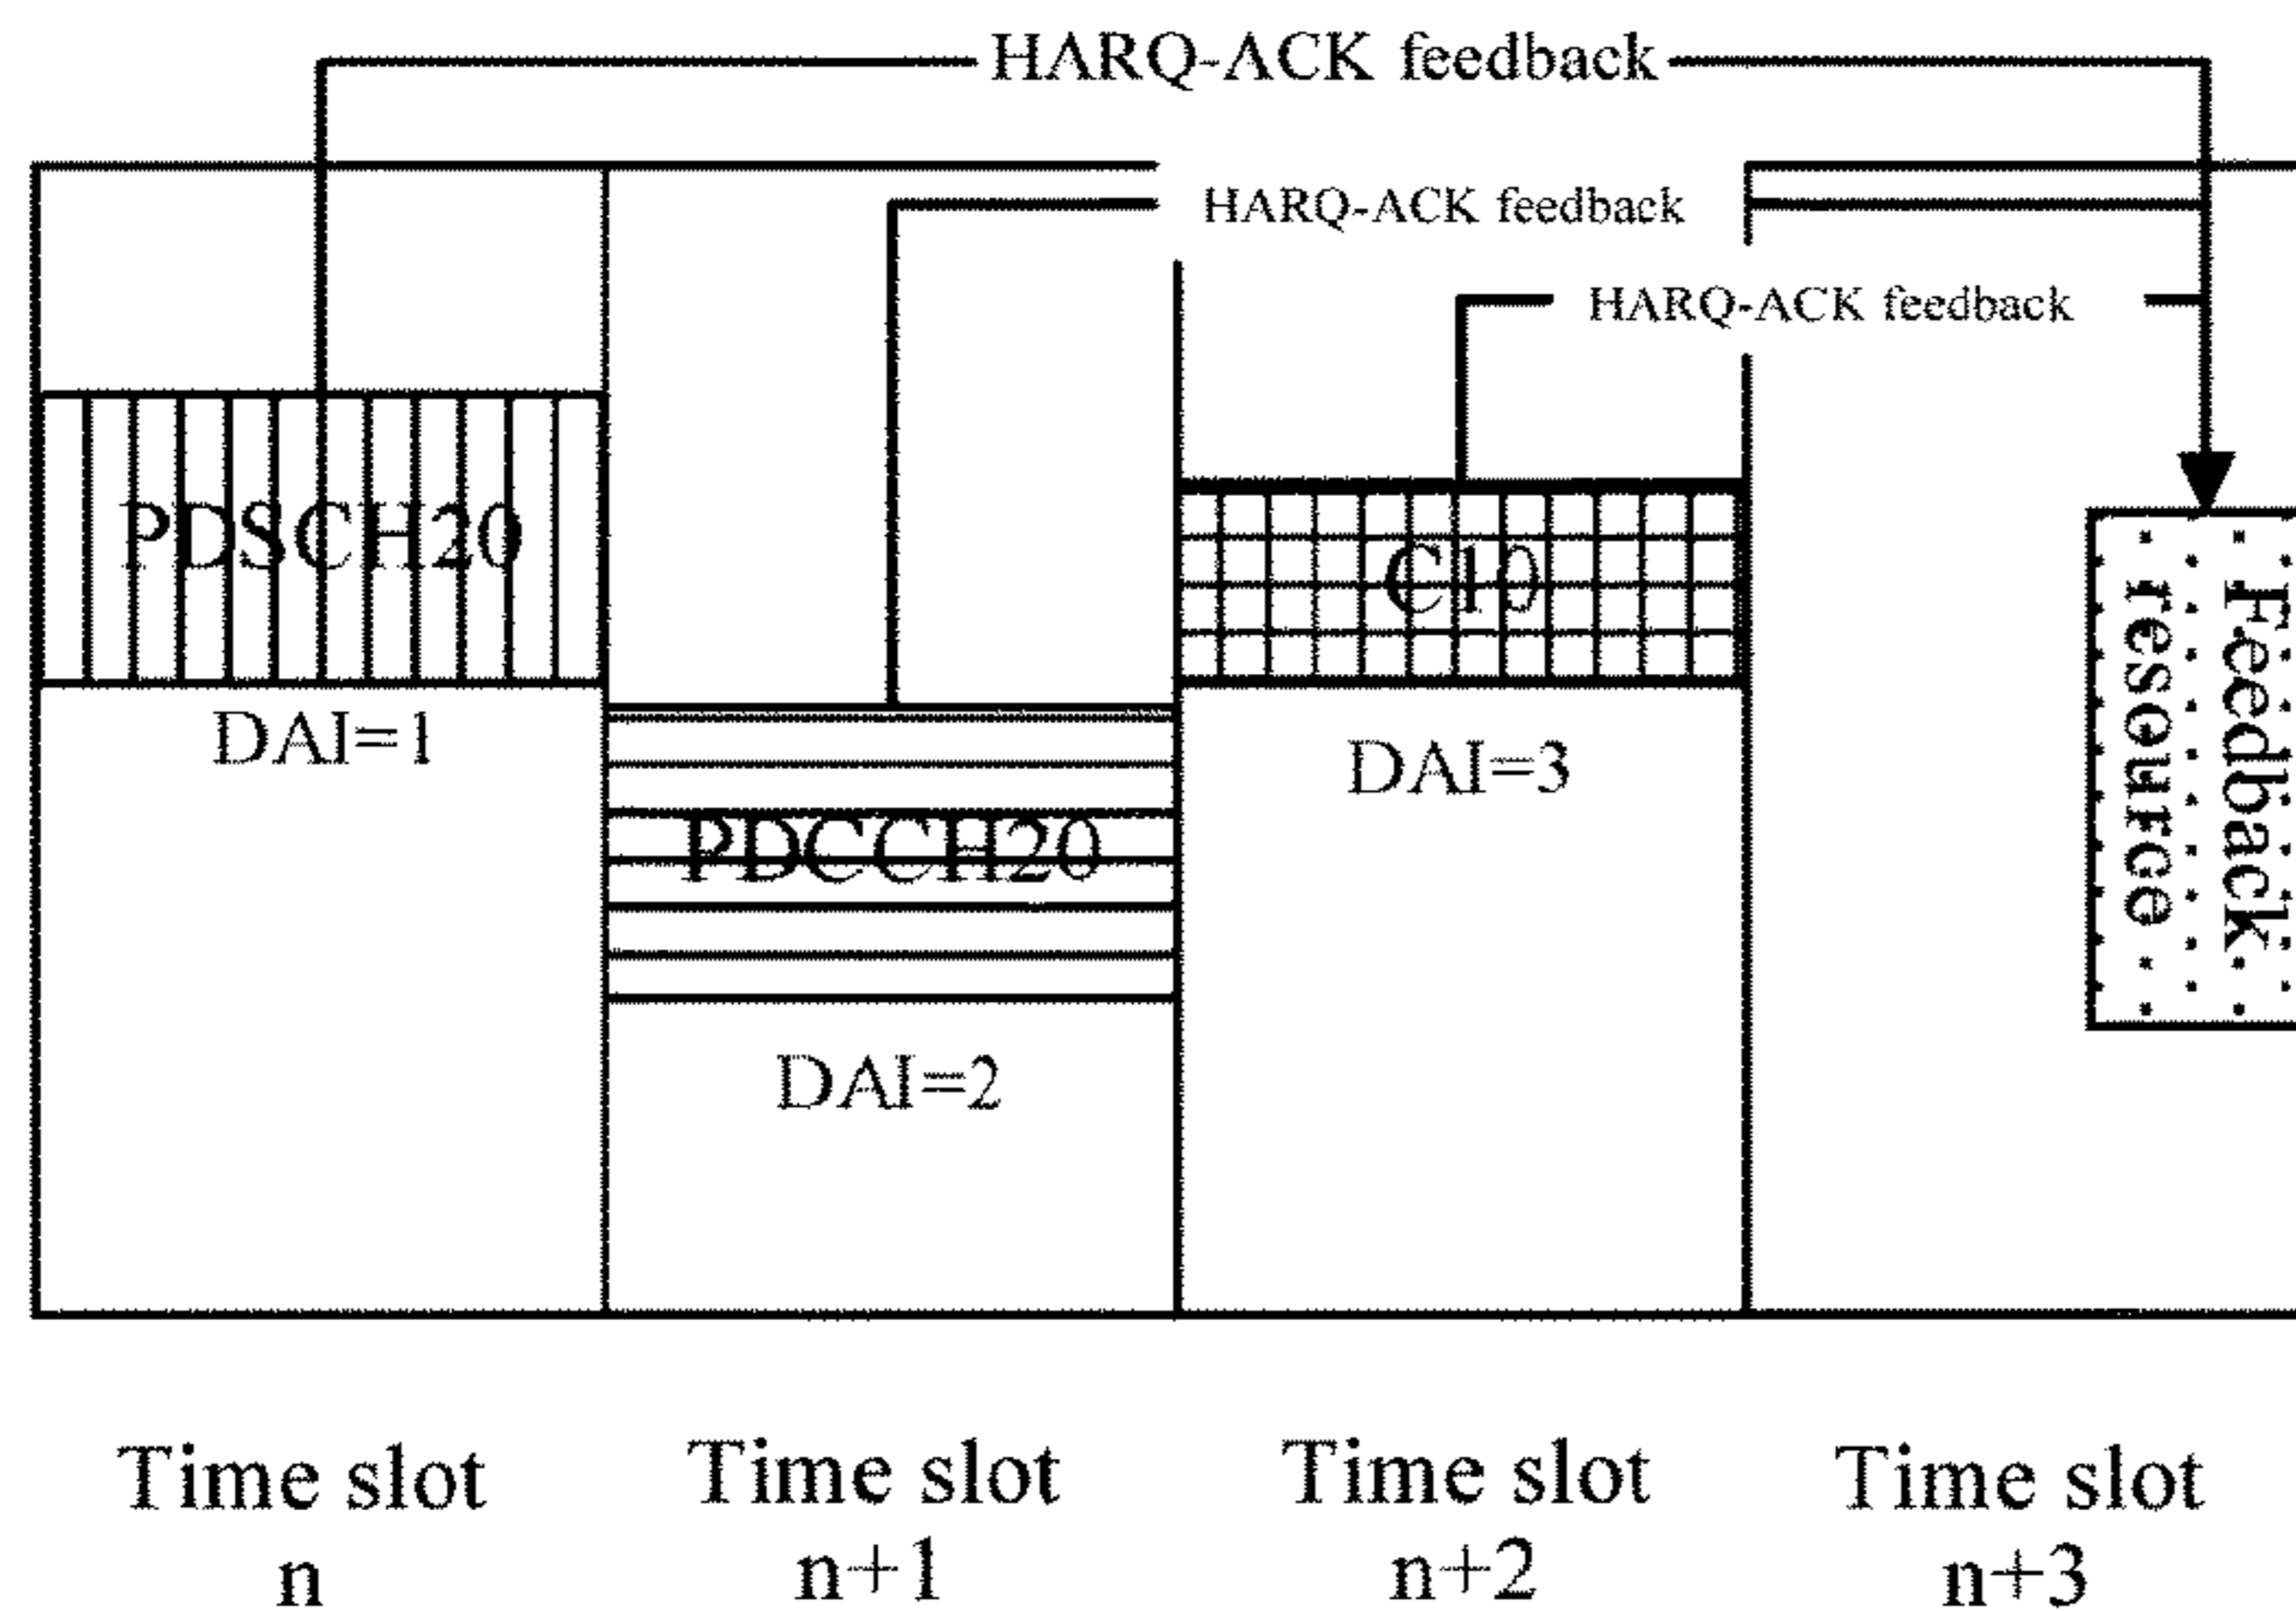 HARQ-ACK feedback
HARQ-ACK feedback
HARQ-ACK feedback
PDSCH20
C10
DAI=1
DAI=3
PDCCH20
DAI=2
Feedback
resource
Time slot
n
Time slot
n+1
Time slot
n+2
Time slot
n+3